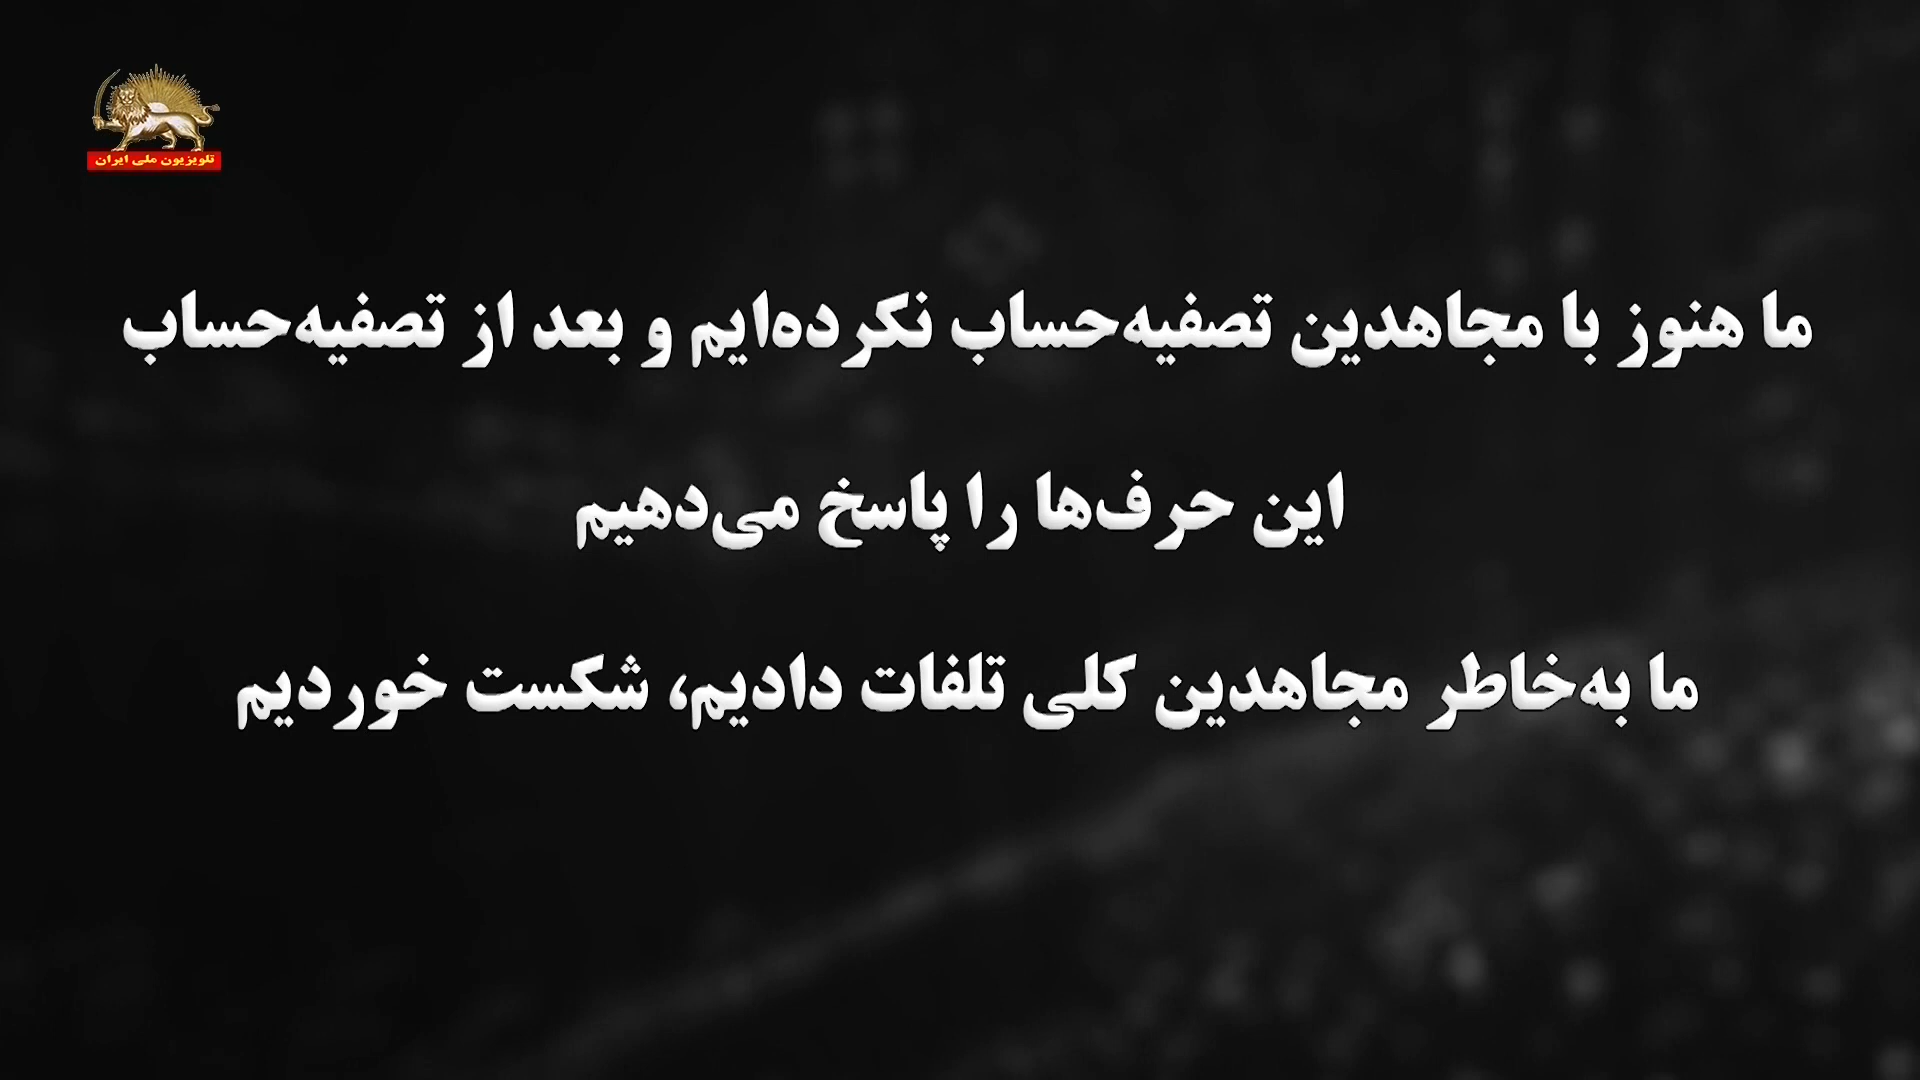 تلویزیون ملی ایران
ما هنوز با مجاهدین تصفیه‌حساب نکرده‌ایم و بعد از تصفیه‌حساب
این حرف‌ها را پاسخ می‌دهیم
ما به‌خاطر مجاهدین کلی تلفات دادیم، شکست خوردیم